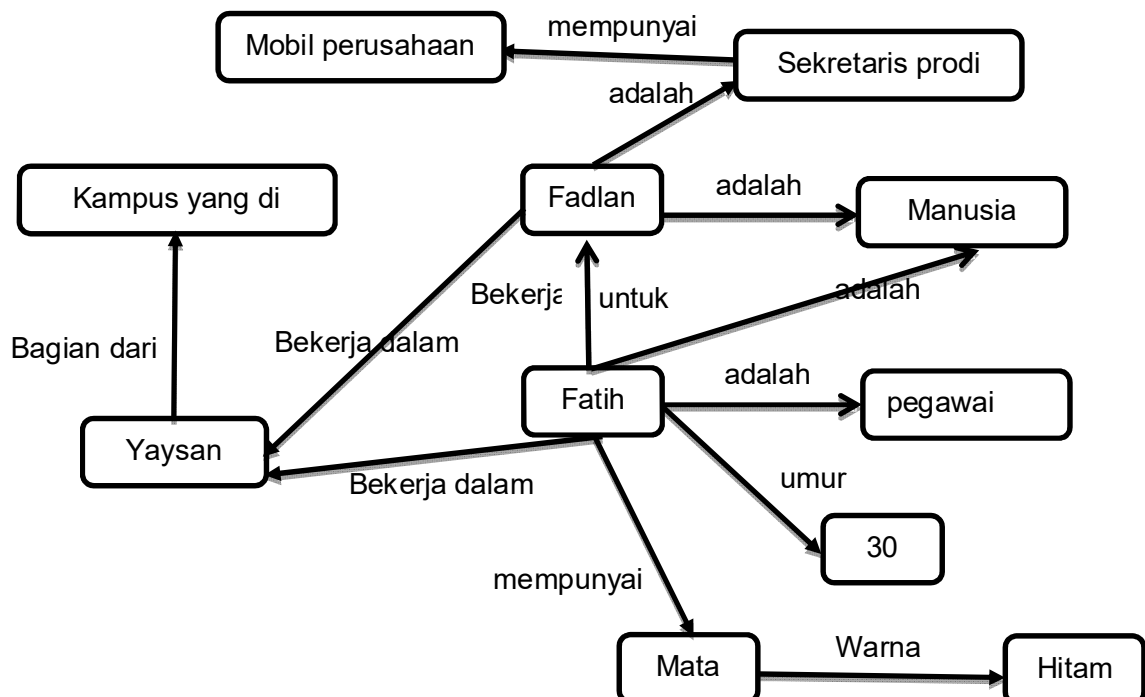 mempunyai
Mobil perusahaan
Sekretaris prodi
adalah
Kampus yang di
Fadlan
adalah
Manusia
Bekerja
untuk
adalah
Bagian dari
Bekerja dalam
Fatih
adalah
pegawai
Yaysan
Bekerja dalam
umur
30
mempunyai
Mata
Warna
Hitam